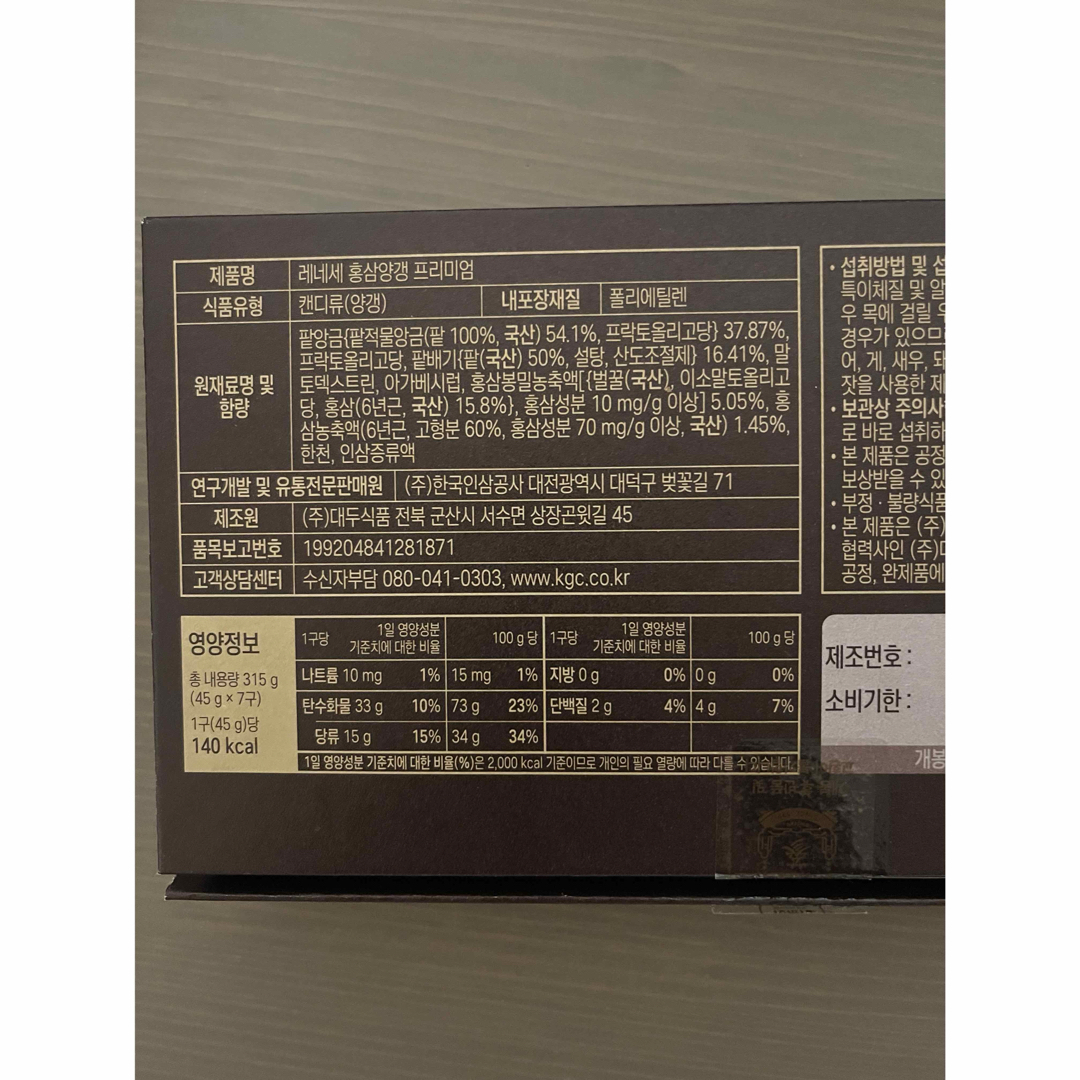 제품명 레네세 홍삼양갱 프리미엄
식품유형 캔디류(양갱) 내포장재질 폴리에틸렌
원재료명 및 함량
팥앙금{팥적물앙금(팥 100%, 국산) 54.1%, 프락토올리고당} 37.87%,
프락토올리고당, 팥배기{팥(국산) 50%, 설탕, 산도조절제} 16.41%, 말
토덱스트린, 아가베시럽, 홍삼봉밀농축액[{벌꿀(국산), 이소말토올리고
당, 홍삼(6년근, 국산) 15.8%}, 홍삼성분 10 mg/g 이상] 5.05%, 홍
삼농축액(6년근, 고형분 60%, 홍삼성분 70 mg/g 이상, 국산) 1.45%,
한천, 인삼증류액
연구개발 및 유통전문판매원 (주)한국인삼공사 대전광역시 대덕구 벚꽃길 71
제조원 (주)대두식품 전북 군산시 서수면 상장곤윗길 45
품목보고번호 199204841281871
고객상담센터 수신자부담 080-041-0303, www.kgc.co.kr
영양정보
총 내용량 315 g
(45 g × 7구)
1구(45 g)당
140 kcal
1구당 1일 영양성분 기준치에 대한 비율 100 g 당 1구당 1일 영양성분 기준치에 대한 비율 100 g 당
나트륨 10 mg 1% 15 mg 1% 지방 0 g 0% 0 g 0%
탄수화물 33 g 10% 73 g 23% 단백질 2 g 4% 4 g 7%
당류 15 g 15% 34 g 34%
1일 영양성분 기준치에 대한 비율(%)은 2,000 kcal 기준이므로 개인의 필요 열량에 따라 다를 수 있습니다.
• 섭취방법 및 섭
특이체질 및 알
우 목에 걸릴 우
경우가 있으므
어, 게, 새우, 돼
잣을 사용한 제
• 보관상 주의사
로 바로 섭취하
• 본 제품은 공정
보상받을 수 있
• 부정 · 불량식품
• 본 제품은 (주)
협력사인 (주)
공정, 완제품에
제조번호 :
소비기한 :
개봉